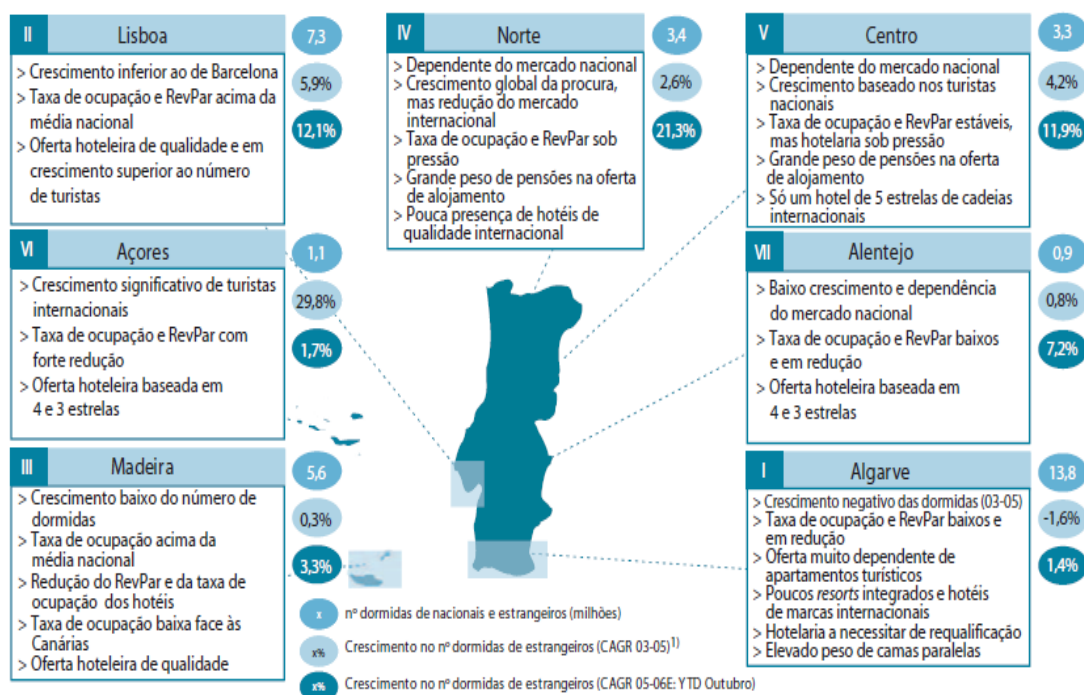 II Lisboa 7,3
> Crescimento inferior ao de Barcelona
> Taxa de ocupação e RevPar acima da
média nacional
> Oferta hoteleira de qualidade e em
crescimento superior ao número
de turistas
5,9%
12,1%
IV Norte 3,4
> Dependente do mercado nacional
> Crescimento global da procura,
mas redução do mercado
internacional
> Taxa de ocupação e RevPar sob
pressão
> Grande peso de pensões na oferta
de alojamento
> Pouca presença de hotéis de
qualidade internacional
2,6%
21,3%
V Centro 3,3
> Dependente do mercado nacional
> Crescimento baseado nos turistas
nacionais
> Taxa de ocupação e RevPar estáveis,
mas hotelaria sob pressão
> Grande peso de pensões na oferta
de alojamento
> Só um hotel de 5 estrelas de cadeias
internacionais
4,2%
11,9%
VI Açores 1,1
> Crescimento significativo de turistas
internacionais
> Taxa de ocupação e RevPar com
forte redução
> Oferta hoteleira baseada em
4 e 3 estrelas
29,8%
1,7%
VII Alentejo 0,9
> Baixo crescimento e dependência
do mercado nacional
> Taxa de ocupação e RevPar baixos
e em redução
> Oferta hoteleira baseada em
4 e 3 estrelas
0,8%
7,2%
III Madeira 5,6
> Crescimento baixo do número de
dormidas
> Taxa de ocupação acima da
média nacional
> Redução do RevPar e da taxa de
ocupação dos hotéis
> Taxa de ocupação baixa face às
Canárias
> Oferta hoteleira de qualidade
0,3%
3,3%
I Algarve 13,8
> Crescimento negativo das dormidas (03-05)
> Taxa de ocupação e RevPar baixos e
em redução
> Oferta muito dependente de
apartamentos turísticos
> Poucos resorts integrados e hotéis
de marcas internacionais
> Hotelaria a necessitar de requalificação
> Elevado peso de camas paralelas
-1,6%
1,4%
x nº dormidas de nacionais e estrangeiros (milhões)
x% Crescimento no nº dormidas de estrangeiros (CAGR 03-05)1)
x% Crescimento no nº dormidas de estrangeiros (CAGR 05-06E: YTD Outubro)